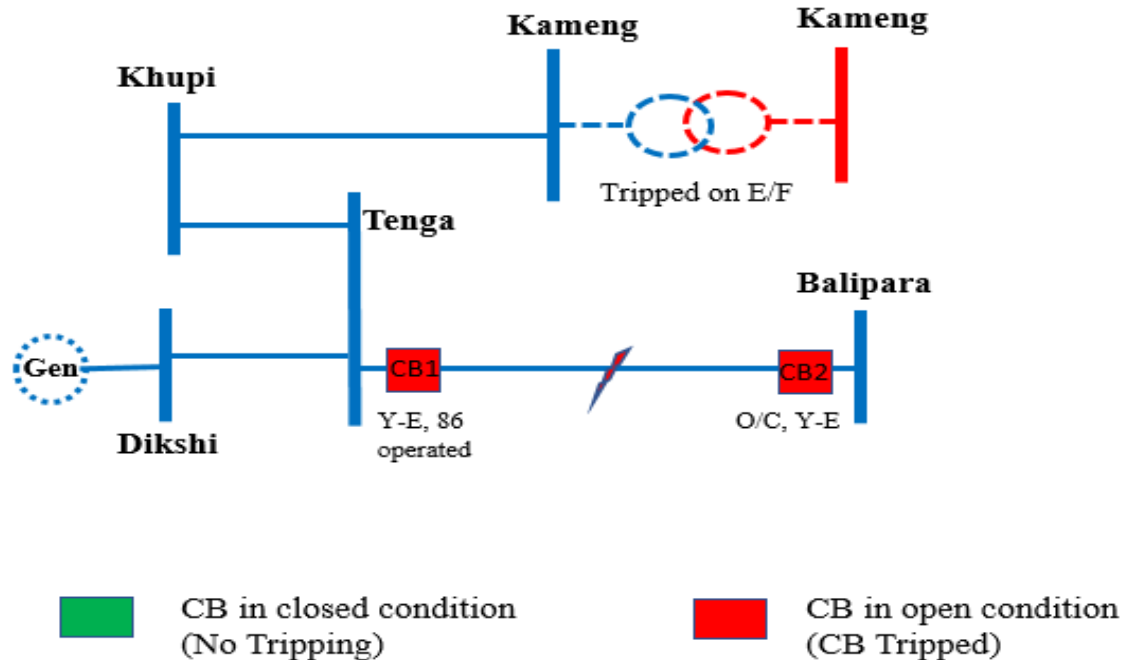 Kameng
Kameng
Khupi
Tripped on E/F
Tenga
Balipara
Gen
CB1
CB2
Y-E, 86
operated
O/C, Y-E
Dikshi
CB in closed condition
(No Tripping)
CB in open condition
(CB Tripped)